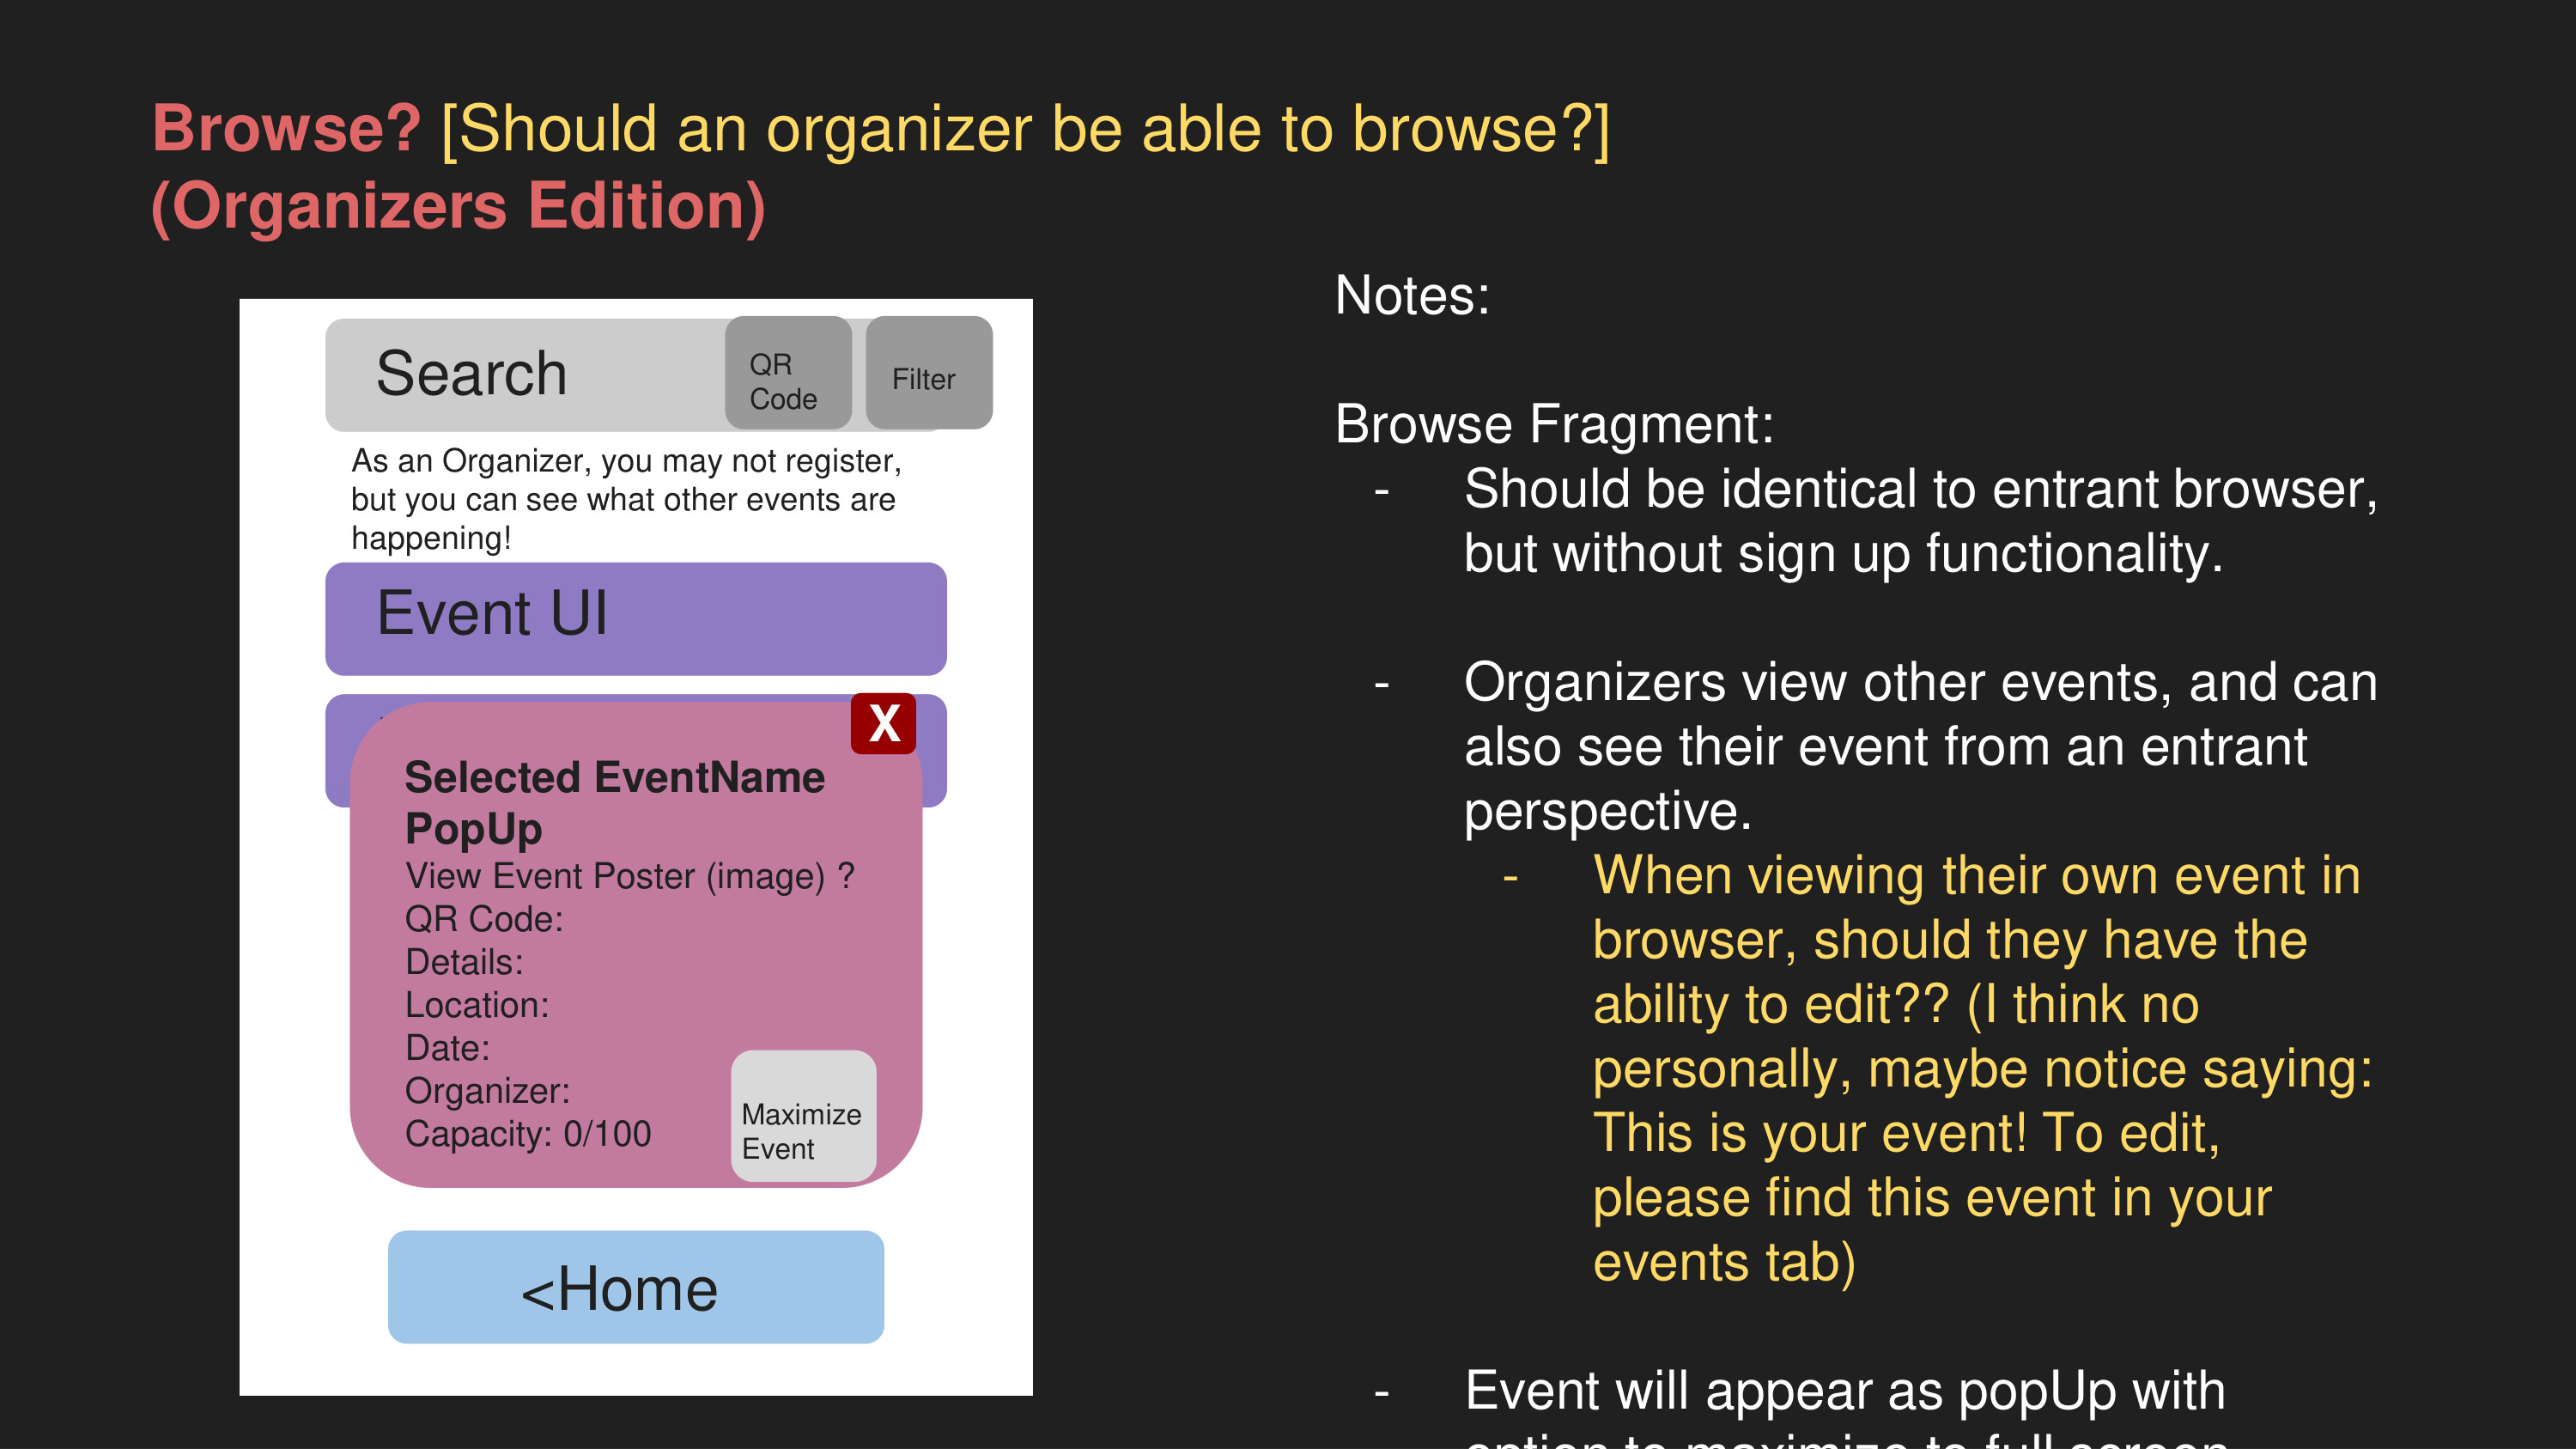 Browse? [Should an organizer be able to browse?]
(Organizers Edition)
Search
QR
Code
Filter
As an Organizer, you may not register,
but you can see what other events are
happening!
Event UI
X
Selected EventName
PopUp
View Event Poster (image) ?
QR Code:
Details:
Location:
Date:
Organizer:
Capacity: 0/100
Maximize
Event
<Home
Notes:
Browse Fragment:
- Should be identical to entrant browser,
but without sign up functionality.
- Organizers view other events, and can
also see their event from an entrant
perspective.
- When viewing their own event in
browser, should they have the
ability to edit?? (I think no
personally, maybe notice saying:
This is your event! To edit,
please find this event in your
events tab)
- Event will appear as popUp with
option to maximize to full screen